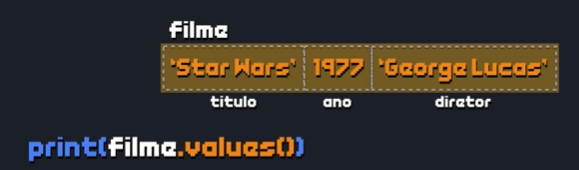 filme
'Star Wars' 1977 'George Lucas'
titulo ano diretor
print(filme.values())